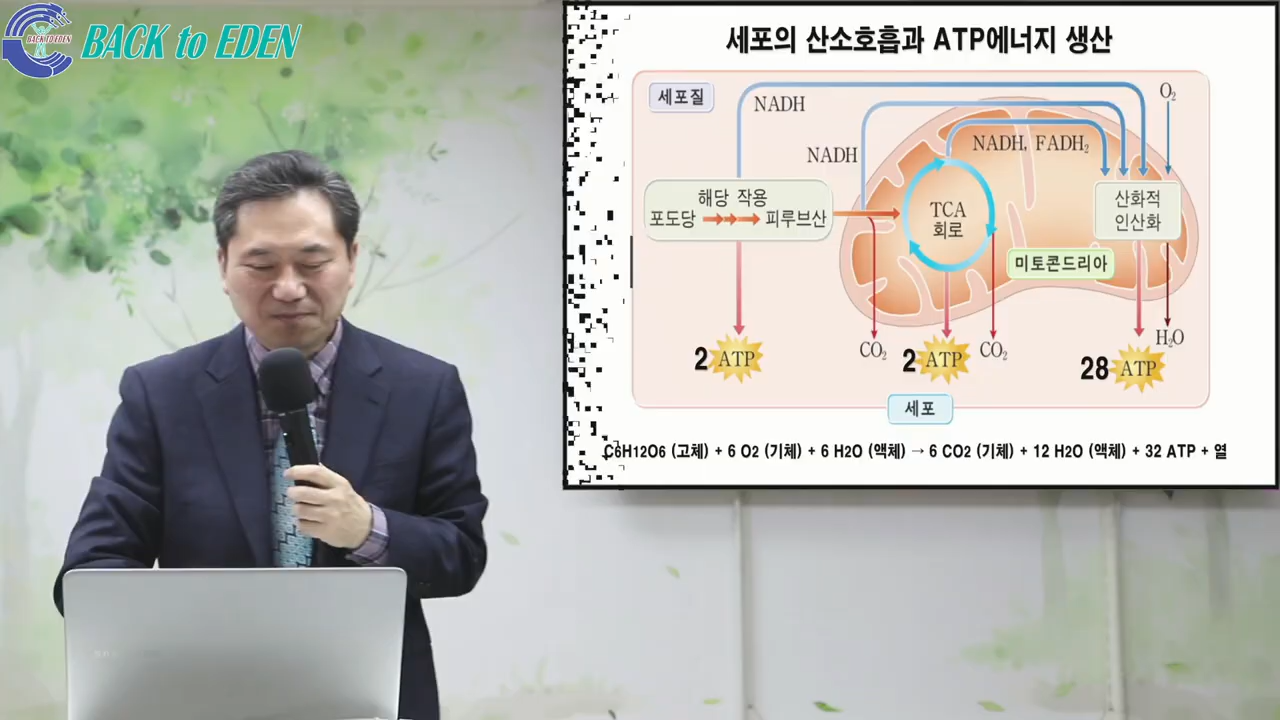 BACK TO EDEN
BACK to EDEN
세포의 산소호흡과 ATP에너지 생산
세포질
NADH
O₂
NADH
NADH, FADH₂
해당 작용
포도당
피루브산
TCA
회로
산화적
인산화
미토콘드리아
CO₂
CO₂
H₂O
2 ATP
2 ATP
28 ATP
세포
C6H12O6 (고체) + 6 O2 (기체) + 6 H2O (액체) → 6 CO2 (기체) + 12 H2O (액체) + 32 ATP + 열